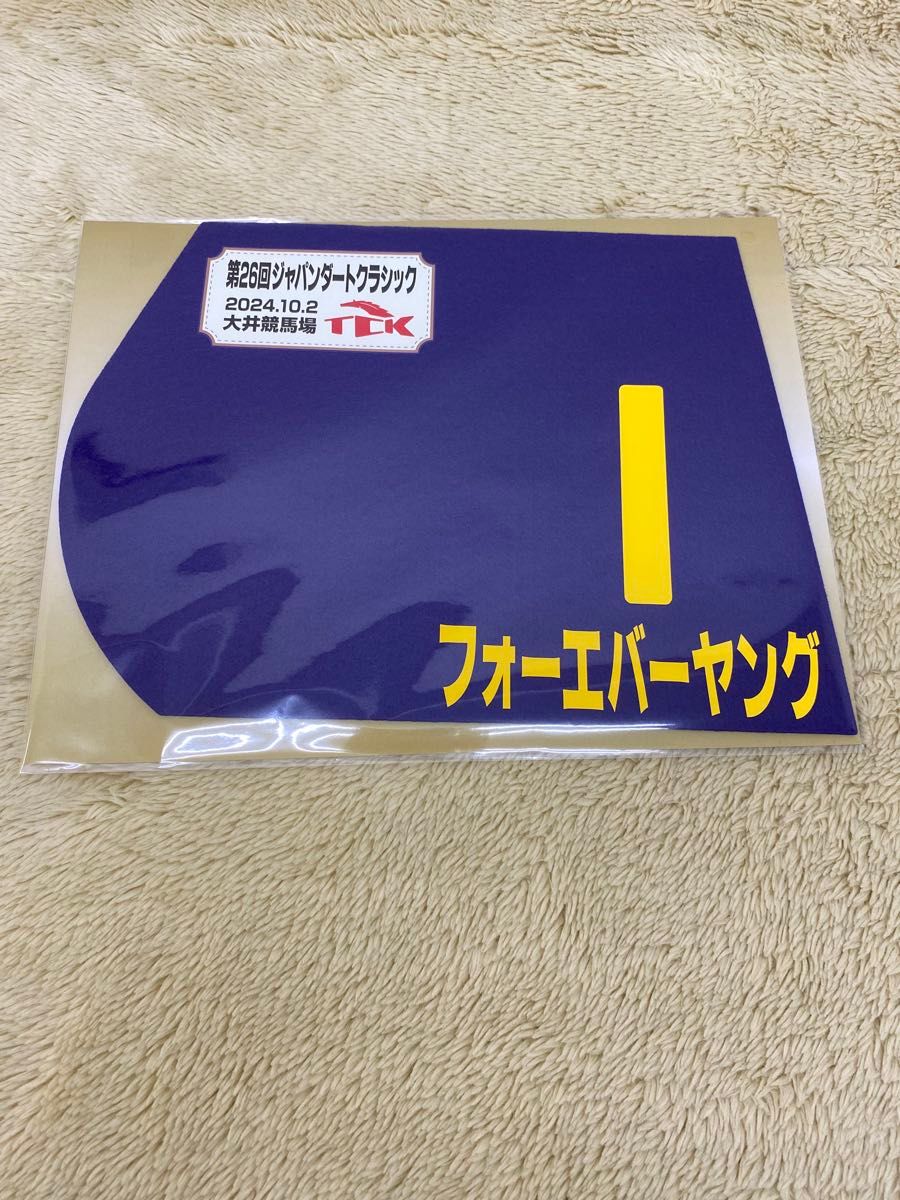 第26回ジャパンダートクラシック
2024.10.2
大井競馬場 TCK
1
フォーエバーヤング